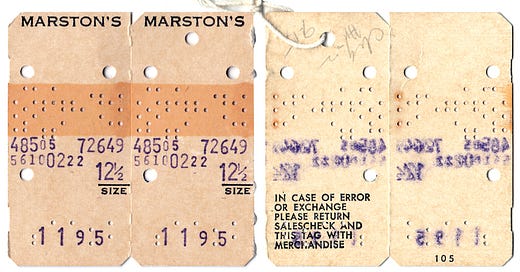 MARSTON'S
48505 72649
5610 0222 12½
SIZE
1195
MARSTON'S
48505 72649
5610 0222 12½
SIZE
1195
IN CASE OF ERROR
OR EXCHANGE
PLEASE RETURN
SALESCHECK AND
THIS TAG WITH
MERCHANDISE
105